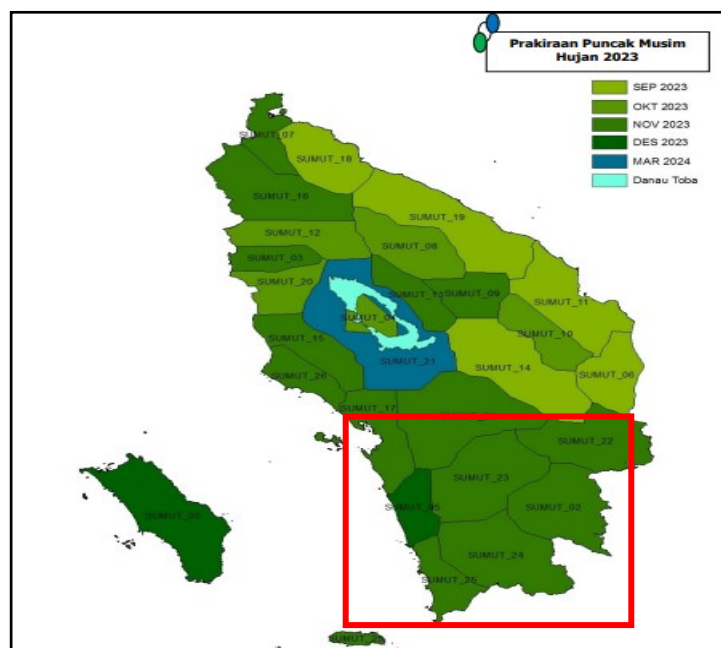 Prakiraan Puncak Musim
Hujan 2023
SEP 2023
OKT 2023
NOV 2023
DES 2023
MAR 2024
Danau Toba
SUMUT_07
SUMUT_18
SUMUT_16
SUMUT_19
SUMUT_12
SUMUT_08
SUMUT_03
SUMUT_20
SUMUT_13
SUMUT_09
SUMUT_11
SUMUT_10
SUMUT_15
SUMUT_21
SUMUT_14
SUMUT_06
SUMUT_26
SUMUT_17
SUMUT_22
SUMUT_23
SUMUT_05
SUMUT_02
SUMUT_24
SUMUT_25